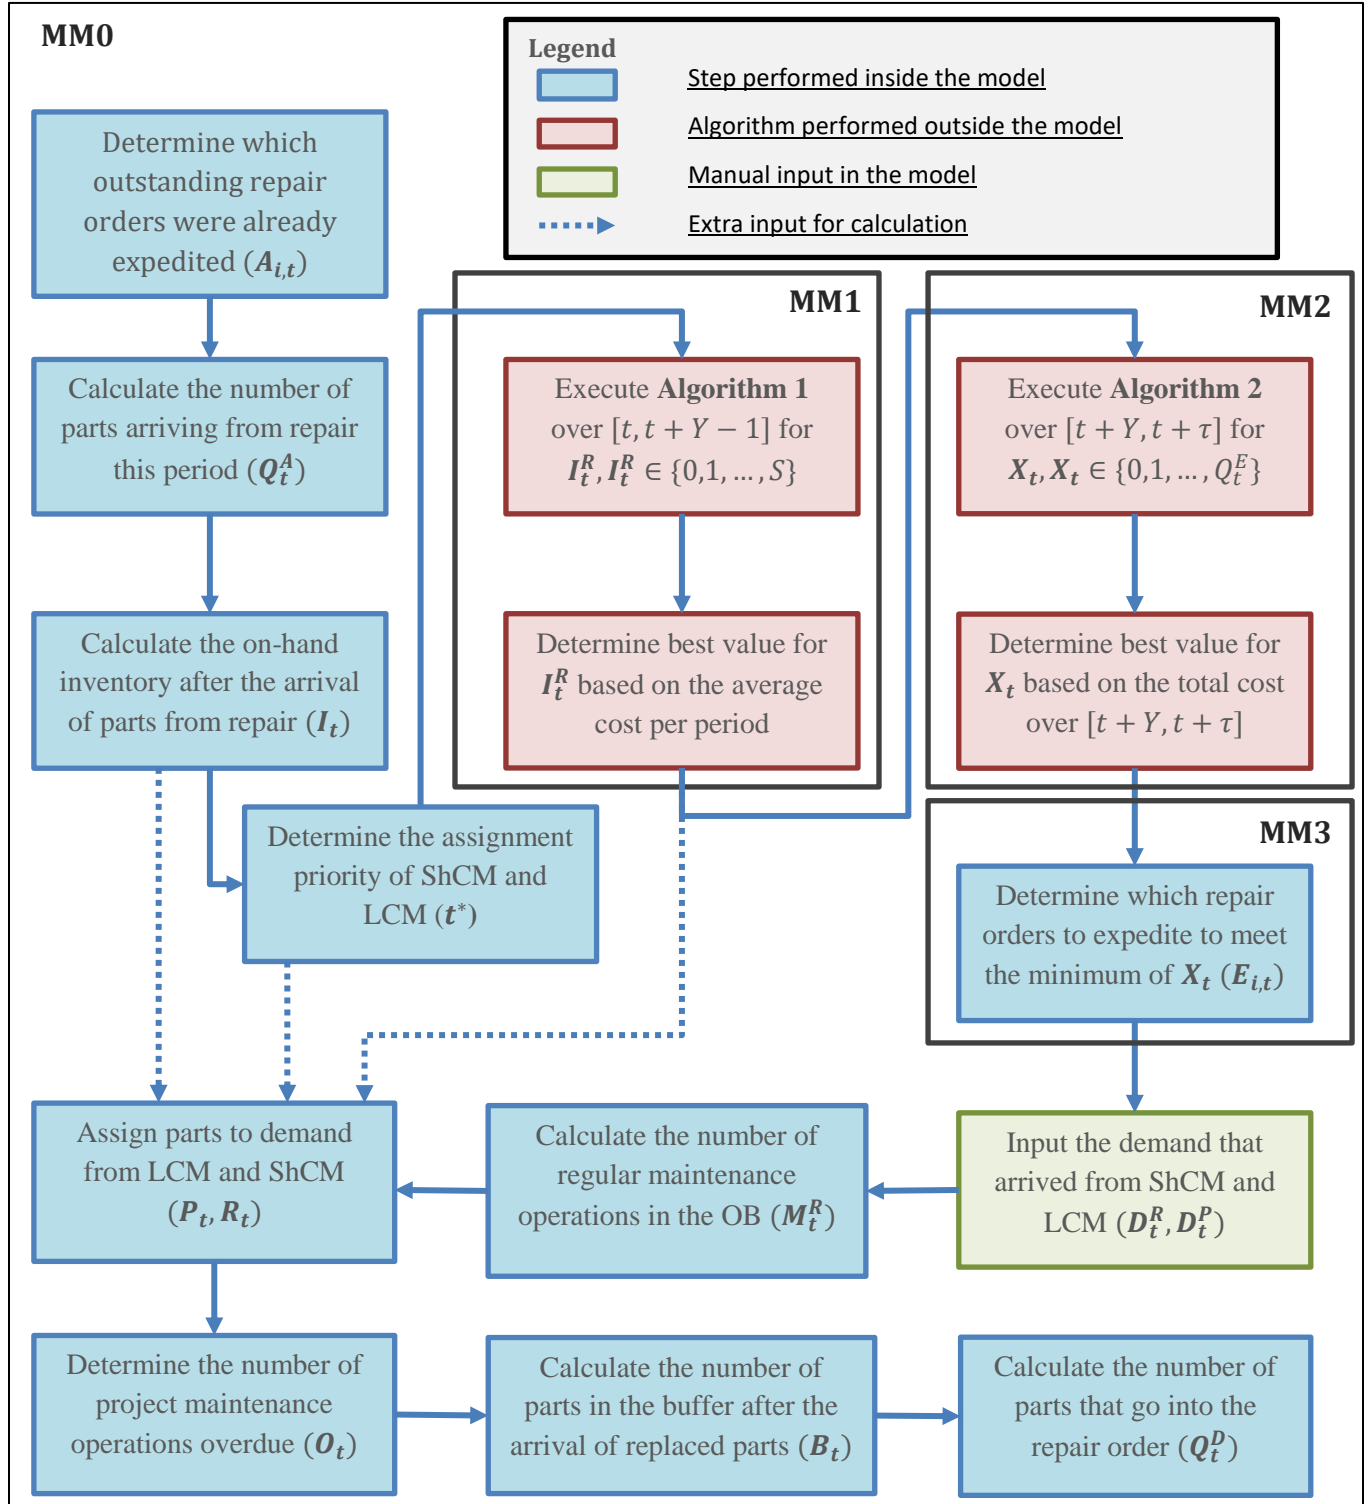 MM0
Legend
Step performed inside the model
Algorithm performed outside the model
Manual input in the model
Extra input for calculation
Determine which
outstanding repair
orders were already
expedited (A_{i,t})
Calculate the number of
parts arriving from repair
this period (Q_t^A)
Calculate the on-hand
inventory after the arrival
of parts from repair (I_t)
Determine the assignment
priority of ShCM and
LCM (t*)
MM1
Execute Algorithm 1
over [t, t + Y − 1] for
I_t^R, I_t^R ∈ {0,1, … , S}
Determine best value for
I_t^R based on the average
cost per period
MM2
Execute Algorithm 2
over [t + Y, t + τ] for
X_t, X_t ∈ {0,1, … , Q_t^E}
Determine best value for
X_t based on the total cost
over [t + Y, t + τ]
MM3
Determine which repair
orders to expedite to meet
the minimum of X_t (E_{i,t})
Input the demand that
arrived from ShCM and
LCM (D_t^R, D_t^P)
Calculate the number of
regular maintenance
operations in the OB (M_t^R)
Assign parts to demand
from LCM and ShCM
(P_t, R_t)
Determine the number of
project maintenance
operations overdue (O_t)
Calculate the number of
parts in the buffer after the
arrival of replaced parts (B_t)
Calculate the number of
parts that go into the
repair order (Q_t^D)